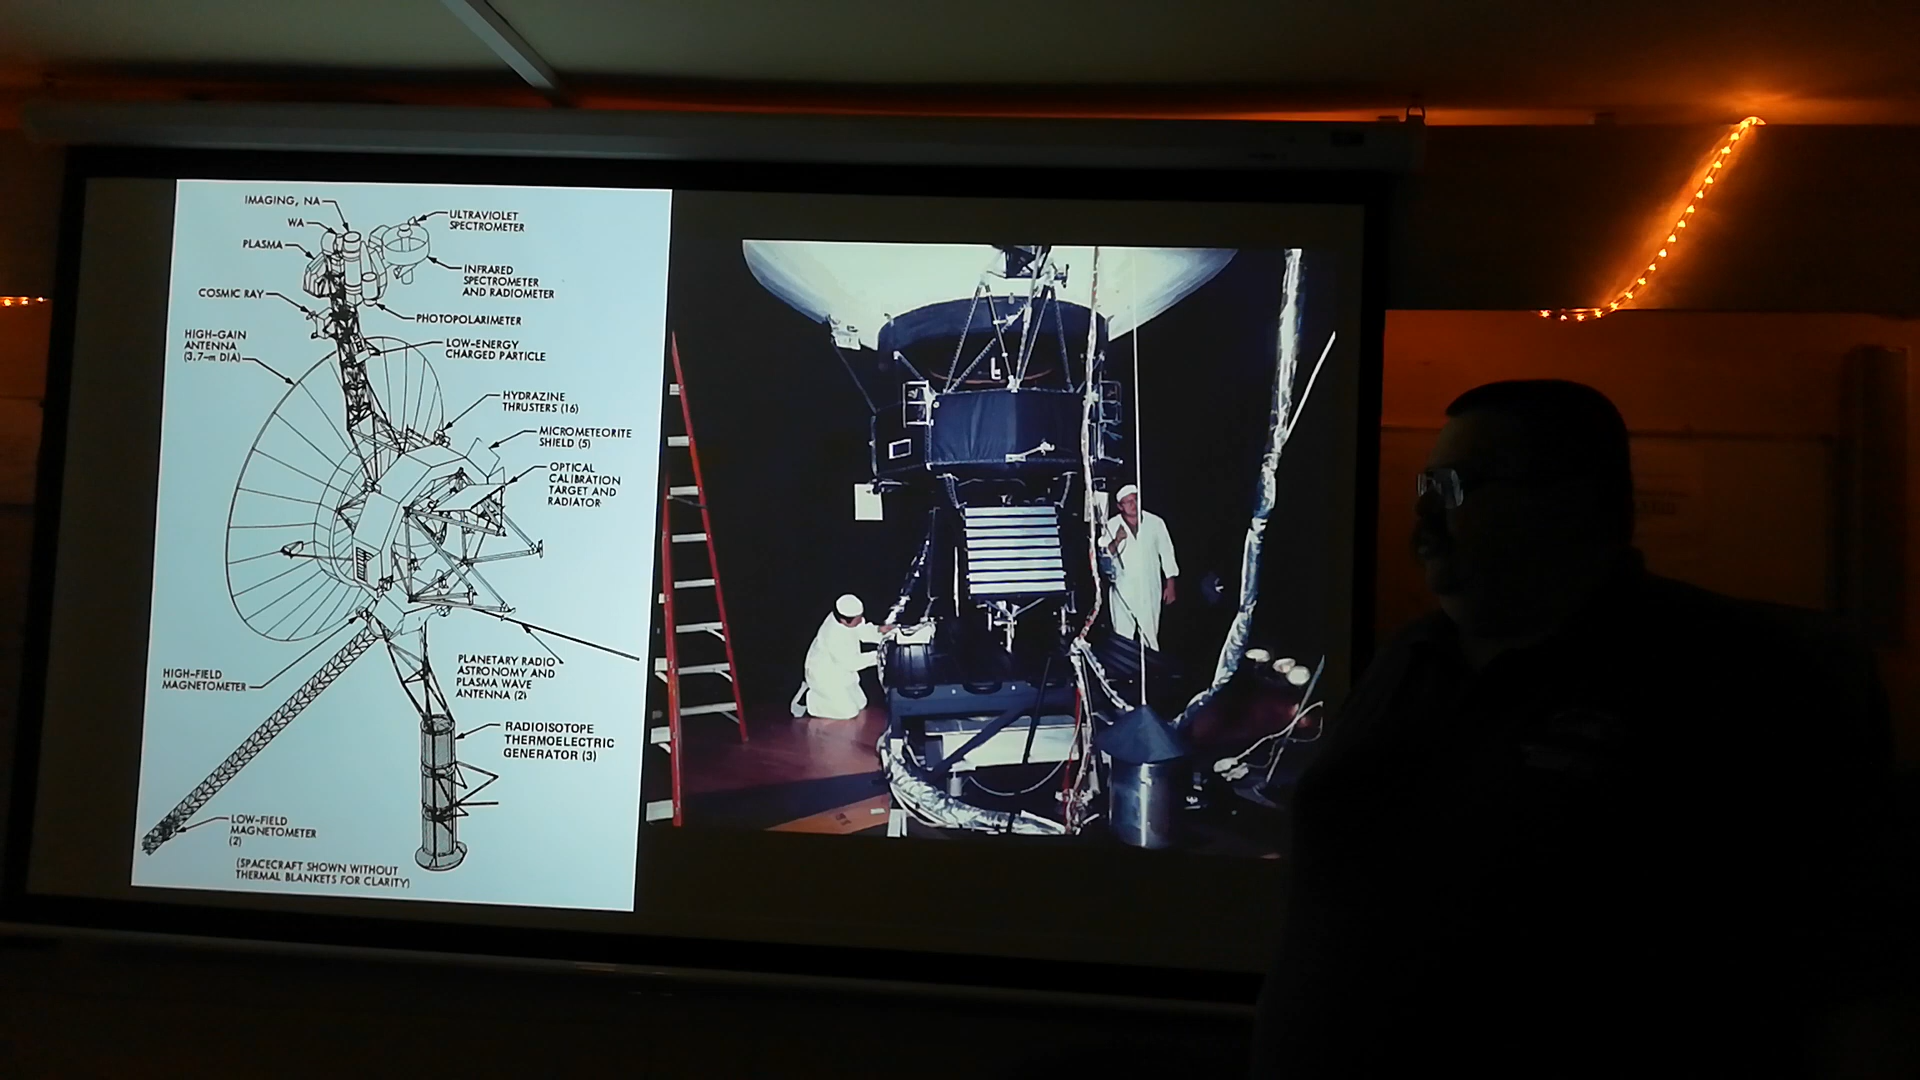 IMAGING, NA
WA
PLASMA
COSMIC RAY
HIGH-GAIN
ANTENNA
(3.7-m DIA)
ULTRAVIOLET
SPECTROMETER
INFRARED
SPECTROMETER
AND RADIOMETER
PHOTOPOLARIMETER
LOW-ENERGY
CHARGED PARTICLE
HYDRAZINE
THRUSTERS (16)
MICROMETEORITE
SHIELD (5)
OPTICAL
CALIBRATION
TARGET AND
RADIATOR
HIGH-FIELD
MAGNETOMETER
PLANETARY RADIO
ASTRONOMY AND
PLASMA WAVE
ANTENNA (2)
RADIOISOTOPE
THERMOELECTRIC
GENERATOR (3)
LOW-FIELD
MAGNETOMETER
(2)
(SPACECRAFT SHOWN WITHOUT
THERMAL BLANKETS FOR CLARITY)